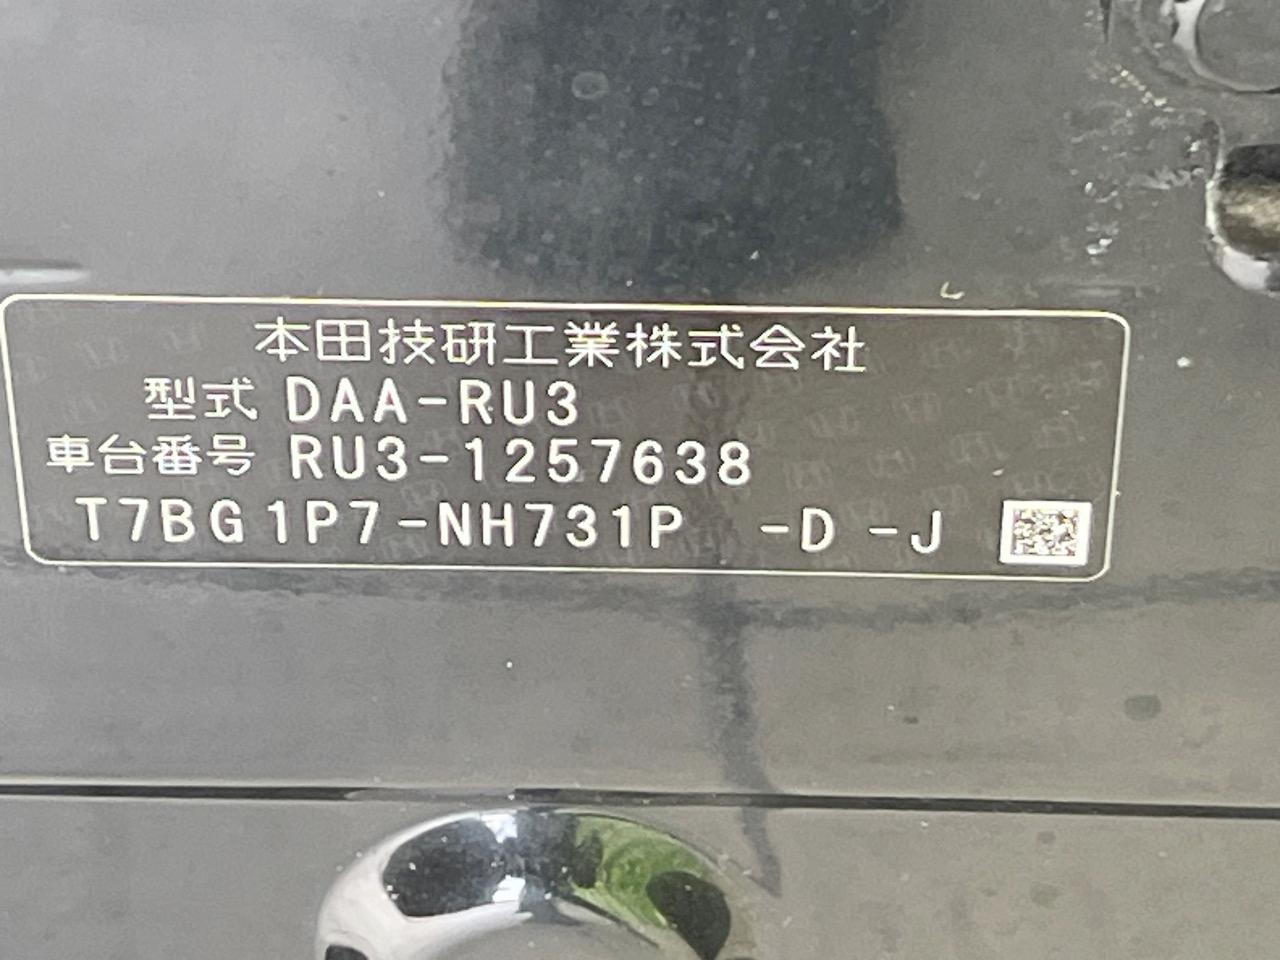 本田技研工業株式会社
型式 DAA-RU3
車台番号 RU3-1257638
T7BG1P7-NH731P -D -J